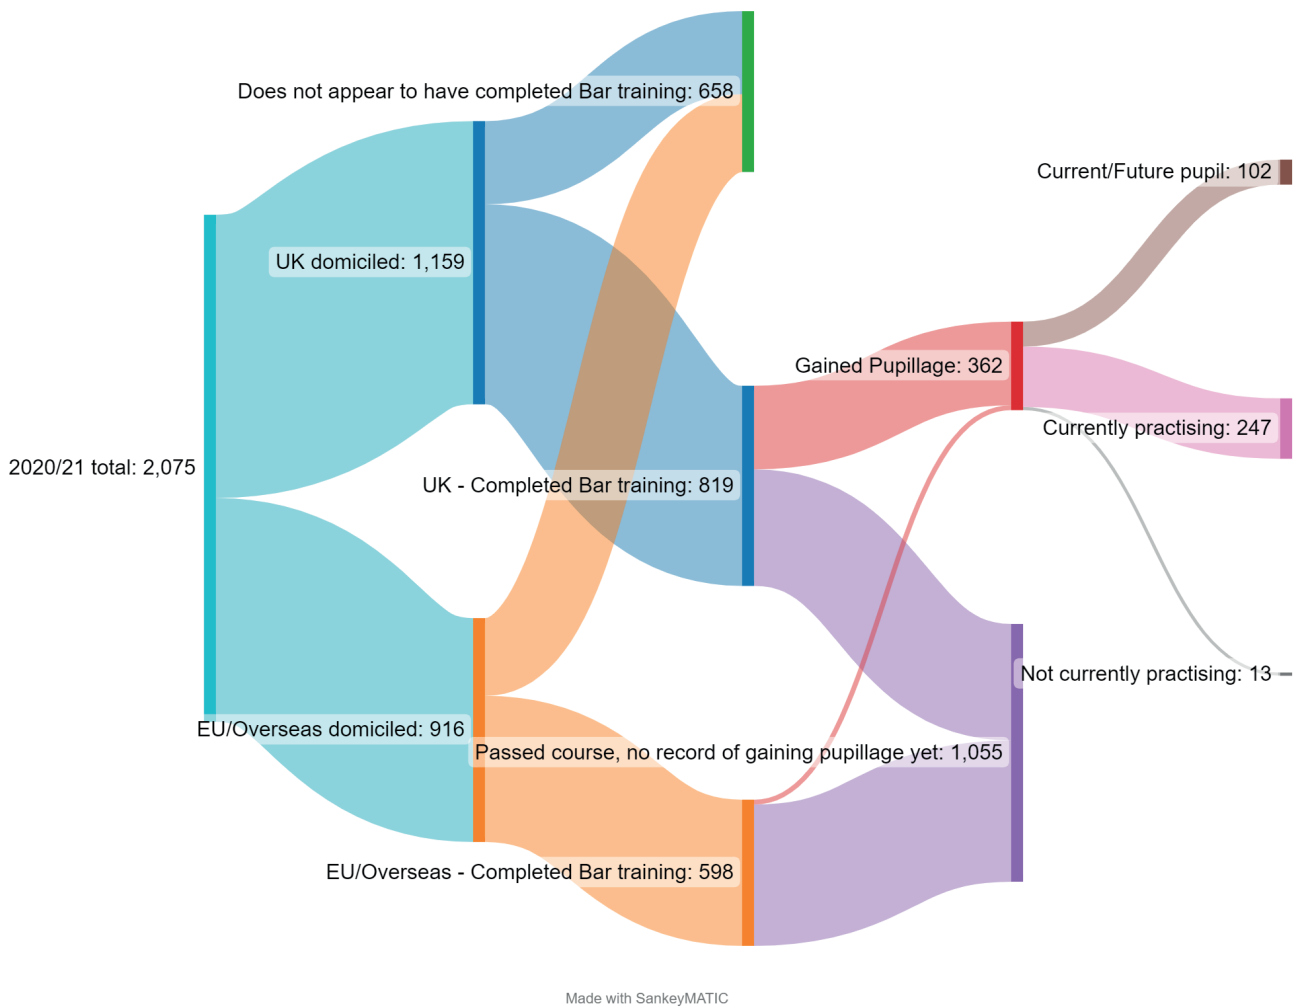 Does not appear to have completed Bar training: 658
Current/Future pupil: 102
UK domiciled: 1,159
Gained Pupillage: 362
Currently practising: 247
2020/21 total: 2,075
UK - Completed Bar training: 819
Not currently practising: 13
EU/Overseas domiciled: 916
Passed course, no record of gaining pupillage yet: 1,055
EU/Overseas - Completed Bar training: 598
Made with SankeyMATIC